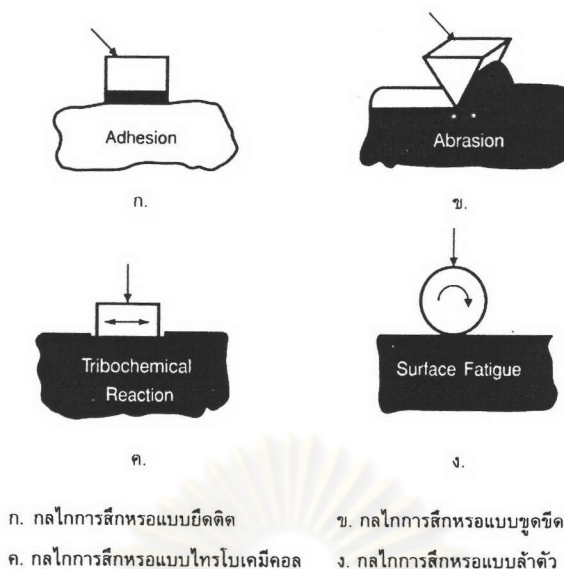 Adhesion
Abrasion
ก.
ข.
Tribochemical
Reaction
Surface Fatigue
ค.
ง.
ก. กลไกการสึกหรอแบบยึดติด
ข. กลไกการสึกหรอแบบขูดขีด
ค. กลไกการสึกหรอแบบไทรโบเคมีคอล
ง. กลไกการสึกหรอแบบล้าตัว